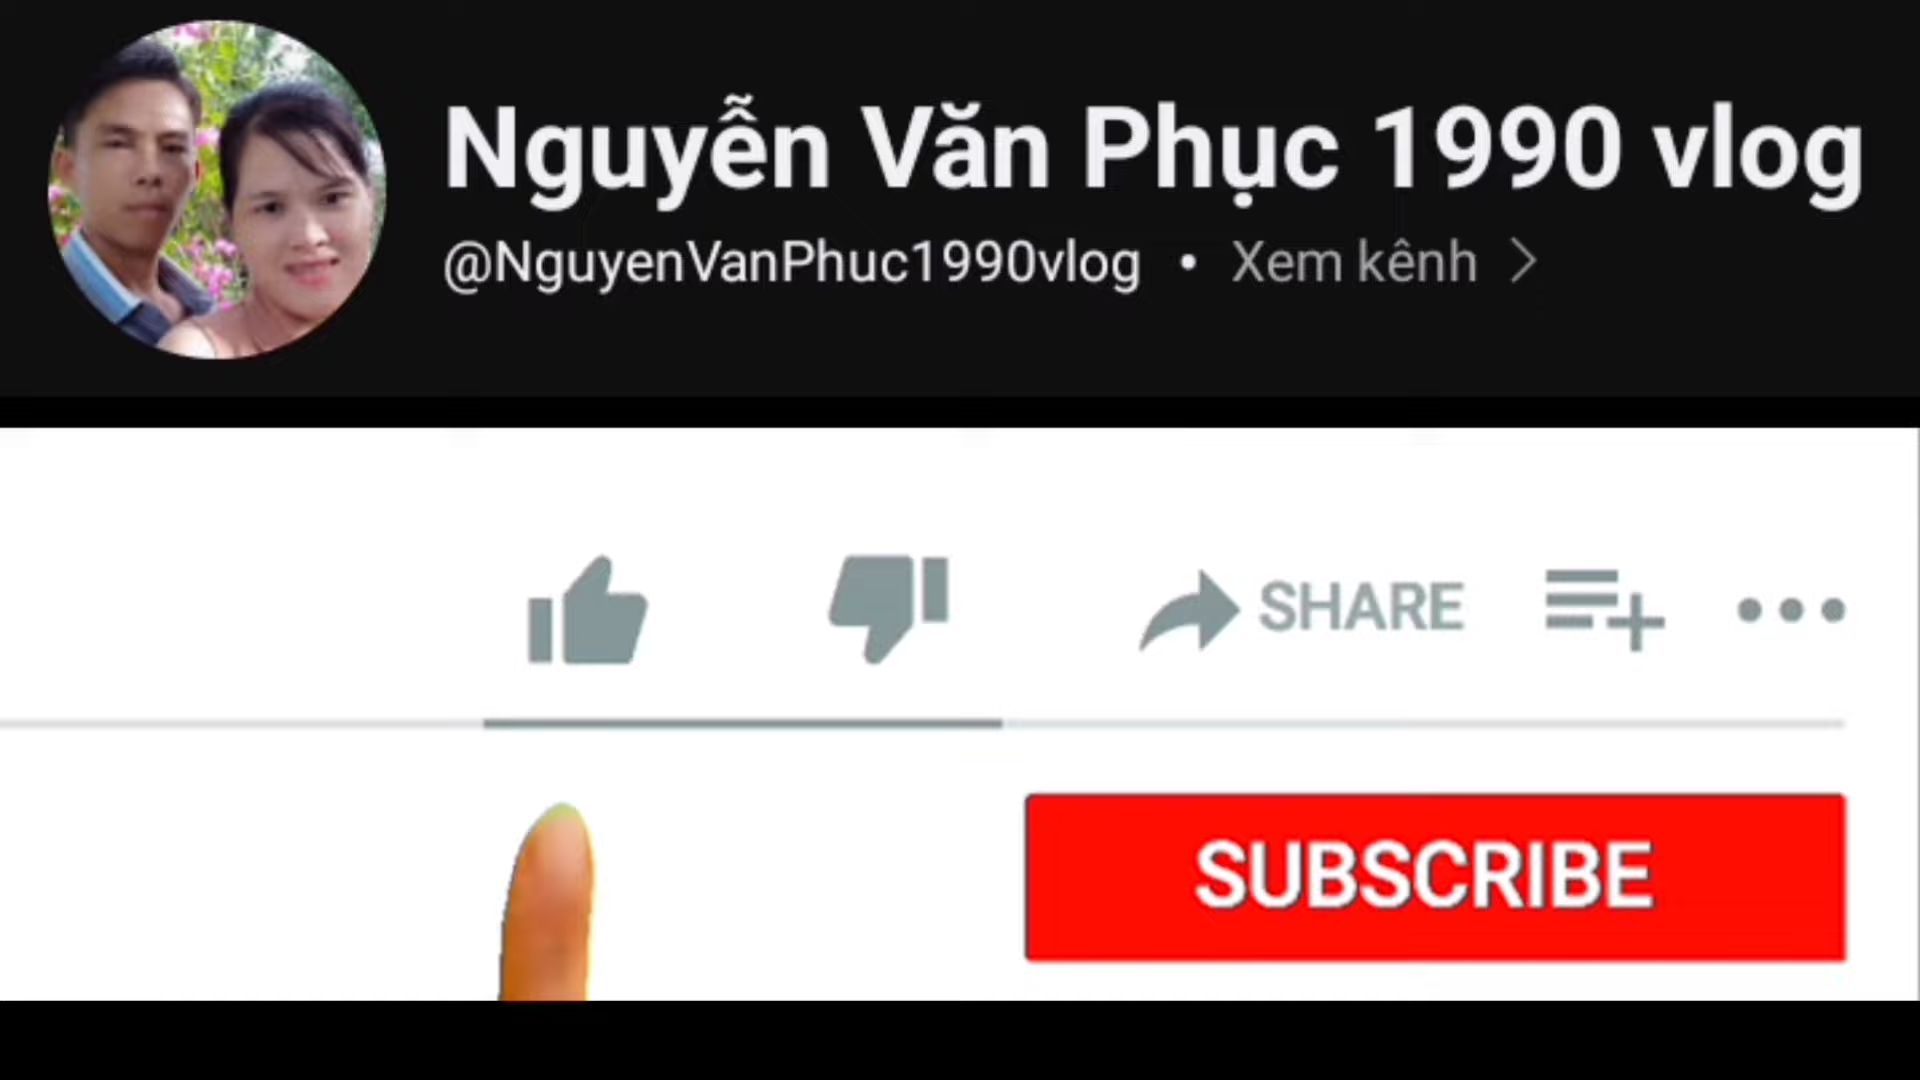 Nguyễn Văn Phục 1990 vlog
@NguyenVanPhuc1990vlog • Xem kênh
SHARE
SUBSCRIBE